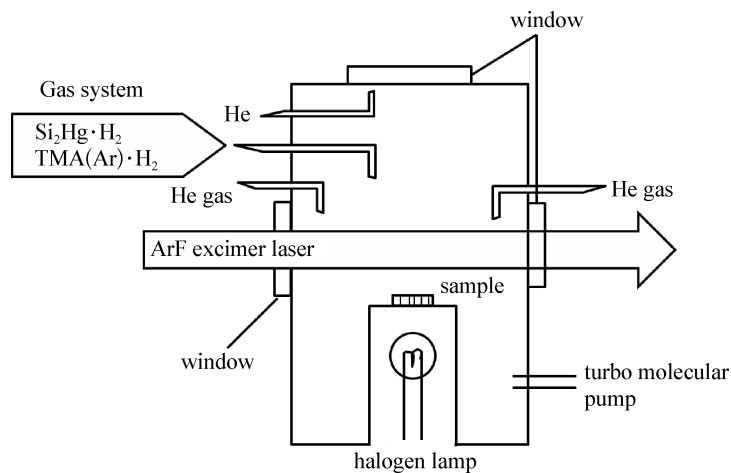 window
Gas system
He
Si₂Hg·H₂
TMA(Ar)·H₂
He gas
He gas
ArF excimer laser
sample
window
turbo molecular
pump
halogen lamp